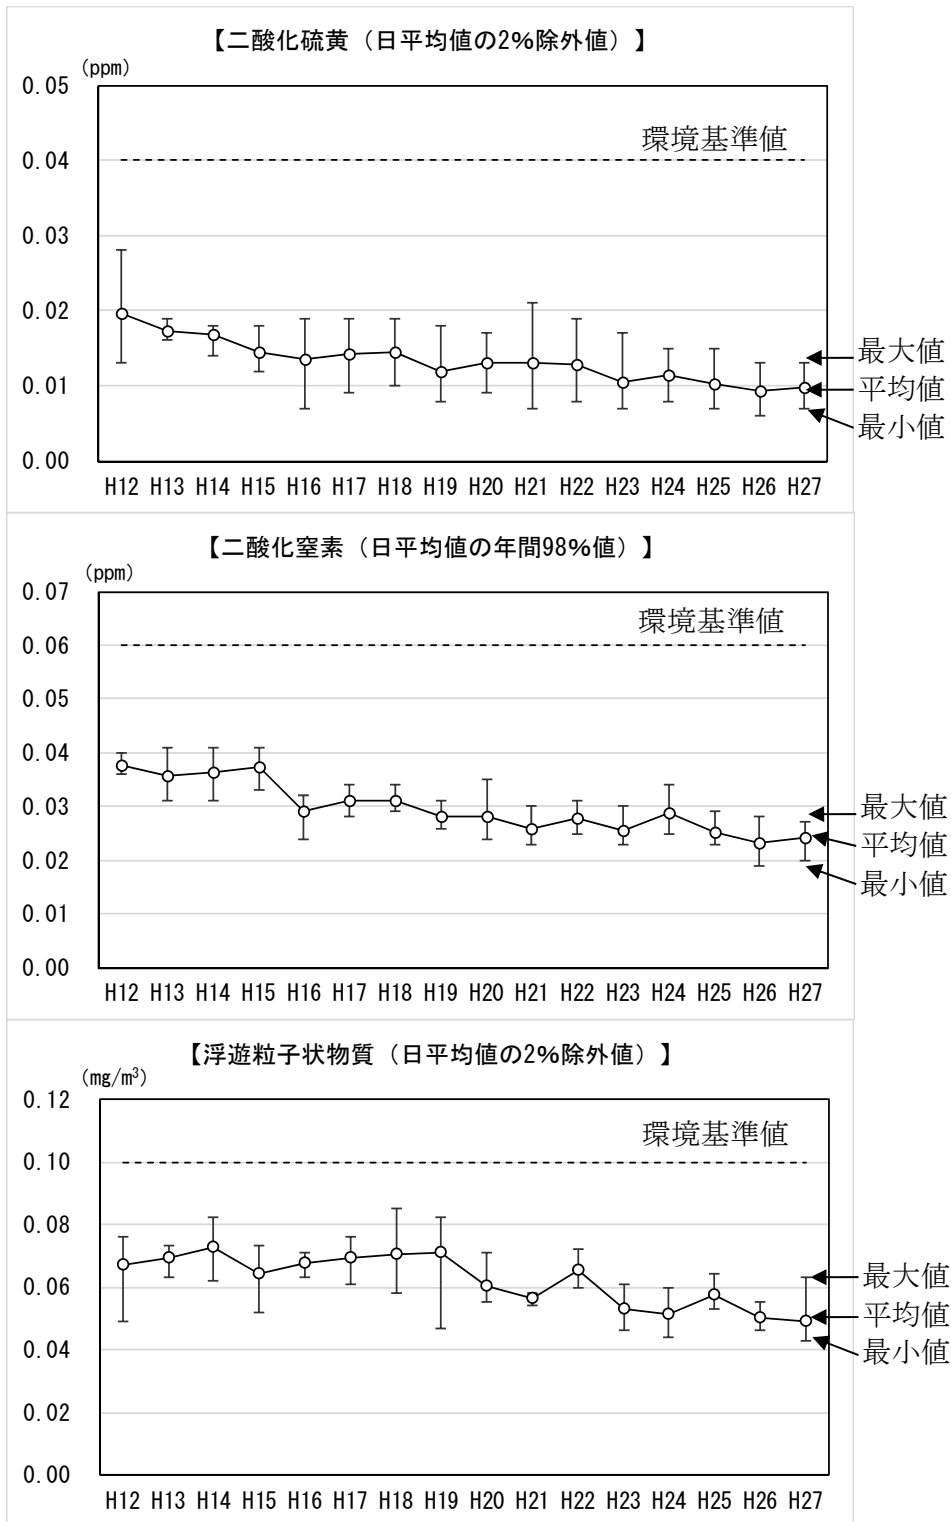 【二酸化硫黄（日平均値の2%除外値）】
(ppm)
0.05
環境基準値
0.04
0.03
0.02
最大値
0.01
平均値
最小値
0.00
H12 H13 H14 H15 H16 H17 H18 H19 H20 H21 H22 H23 H24 H25 H26 H27
【二酸化窒素（日平均値の年間98%値）】
(ppm)
0.07
環境基準値
0.06
0.05
0.04
0.03
最大値
平均値
0.02
最小値
0.01
0.00
H12 H13 H14 H15 H16 H17 H18 H19 H20 H21 H22 H23 H24 H25 H26 H27
【浮遊粒子状物質（日平均値の2%除外値）】
(mg/m³)
0.12
環境基準値
0.10
0.08
最大値
0.06
平均値
最小値
0.04
0.02
0.00
H12 H13 H14 H15 H16 H17 H18 H19 H20 H21 H22 H23 H24 H25 H26 H27